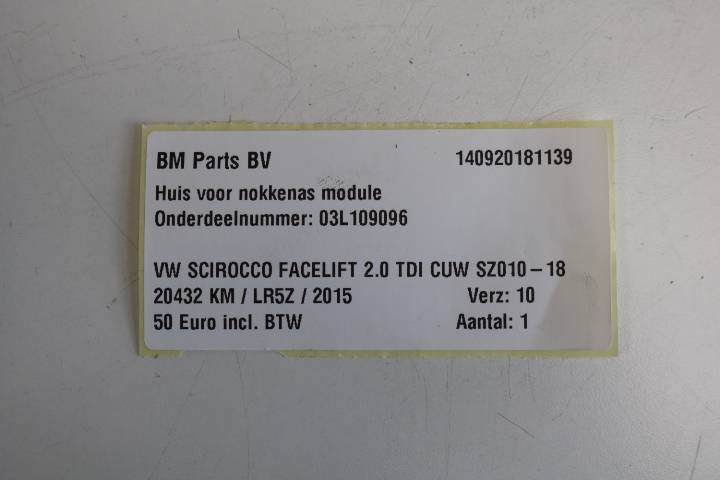 BM Parts BV 140920181139
Huis voor nokkenas module
Onderdeelnummer: 03L109096
VW SCIROCCO FACELIFT 2.0 TDI CUW SZ010 – 18
20432 KM / LR5Z / 2015 Verz: 10
50 Euro incl. BTW Aantal: 1